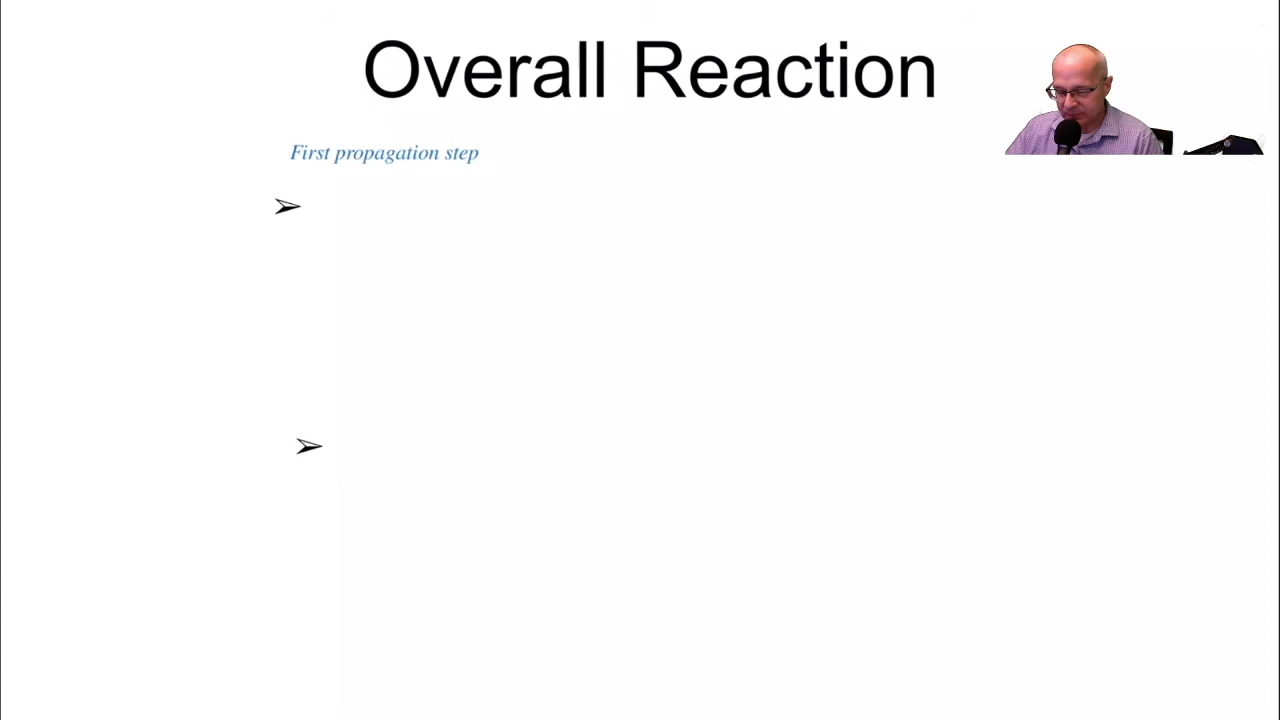 Overall Reaction
First propagation step
➢
➢